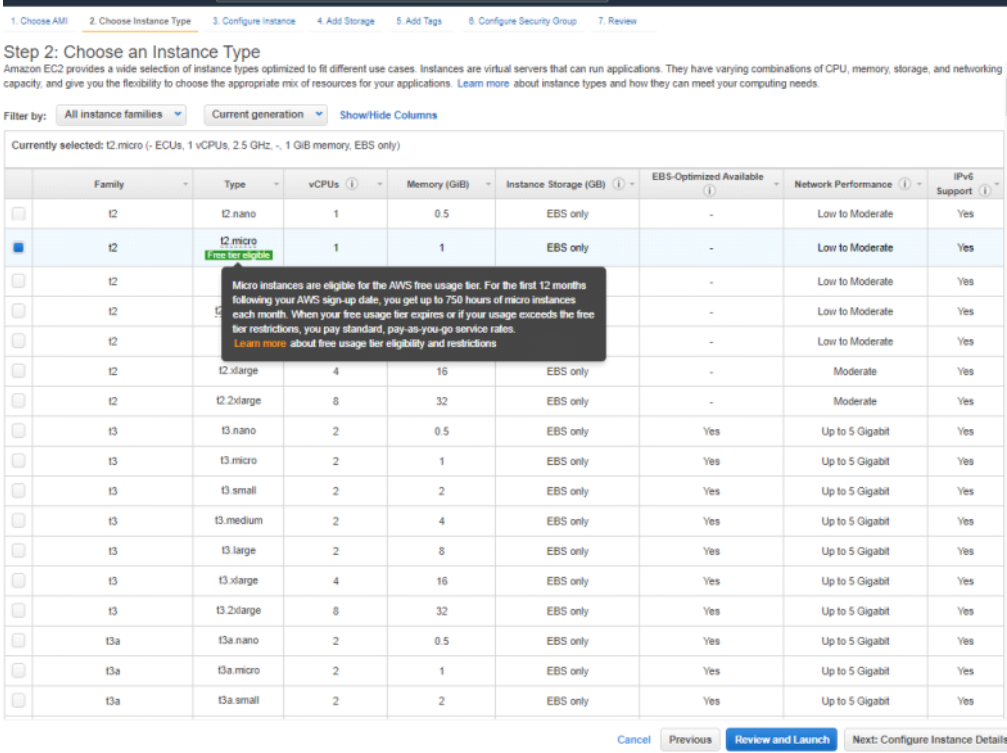 1. Choose AMI 2. Choose Instance Type 3. Configure Instance 4. Add Storage 5. Add Tags 6. Configure Security Group 7. Review
Step 2: Choose an Instance Type
Amazon EC2 provides a wide selection of instance types optimized to fit different use cases. Instances are virtual servers that can run applications. They have varying combinations of CPU, memory, storage, and networking
capacity, and give you the flexibility to choose the appropriate mix of resources for your applications. Learn more about instance types and how they can meet your computing needs.
Filter by: All instance families Current generation Show/Hide Columns
Currently selected: t2.micro (- ECUs, 1 vCPUs, 2.5 GHz, -, 1 GiB memory, EBS only)
Family Type vCPUs Memory (GiB) Instance Storage (GB) EBS-Optimized Available Network Performance IPv6 Support
t2 t2.nano 1 0.5 EBS only - Low to Moderate Yes
t2 t2.micro 1 1 EBS only - Low to Moderate Yes
Free tier eligible
t2 - Low to Moderate Yes
t2 - Low to Moderate Yes
t2 - Low to Moderate Yes
Micro instances are eligible for the AWS free usage tier. For the first 12 months
following your AWS sign-up date, you get up to 750 hours of micro instances
each month. When your free usage tier expires or if your usage exceeds the free
tier restrictions, you pay standard, pay-as-you-go service rates.
Learn more about free usage tier eligibility and restrictions
t2 t2.xlarge 4 16 EBS only - Moderate Yes
t2 t2.2xlarge 8 32 EBS only - Moderate Yes
t3 t3.nano 2 0.5 EBS only Yes Up to 5 Gigabit Yes
t3 t3.micro 2 1 EBS only Yes Up to 5 Gigabit Yes
t3 t3.small 2 2 EBS only Yes Up to 5 Gigabit Yes
t3 t3.medium 2 4 EBS only Yes Up to 5 Gigabit Yes
t3 t3.large 2 8 EBS only Yes Up to 5 Gigabit Yes
t3 t3.xlarge 4 16 EBS only Yes Up to 5 Gigabit Yes
t3 t3.2xlarge 8 32 EBS only Yes Up to 5 Gigabit Yes
t3a t3a.nano 2 0.5 EBS only Yes Up to 5 Gigabit Yes
t3a t3a.micro 2 1 EBS only Yes Up to 5 Gigabit Yes
t3a t3a.small 2 2 EBS only Yes Up to 5 Gigabit Yes
Cancel Previous Review and Launch Next: Configure Instance Details